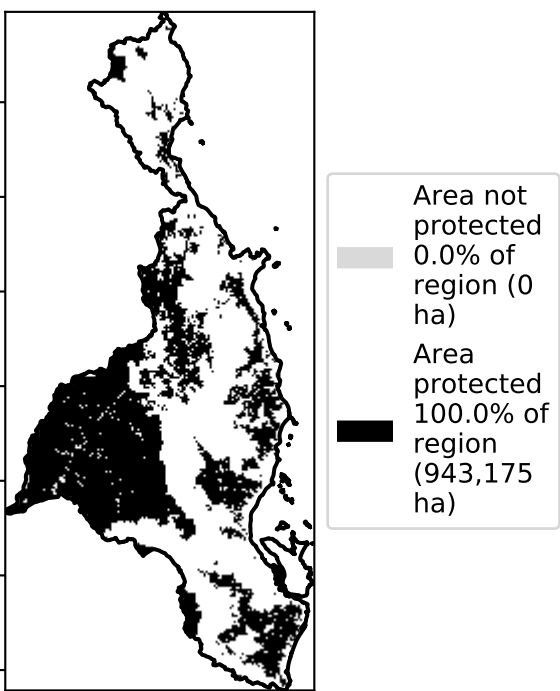 Area not
protected
0.0% of
region (0
ha)
Area
protected
100.0% of
region
(943,175
ha)